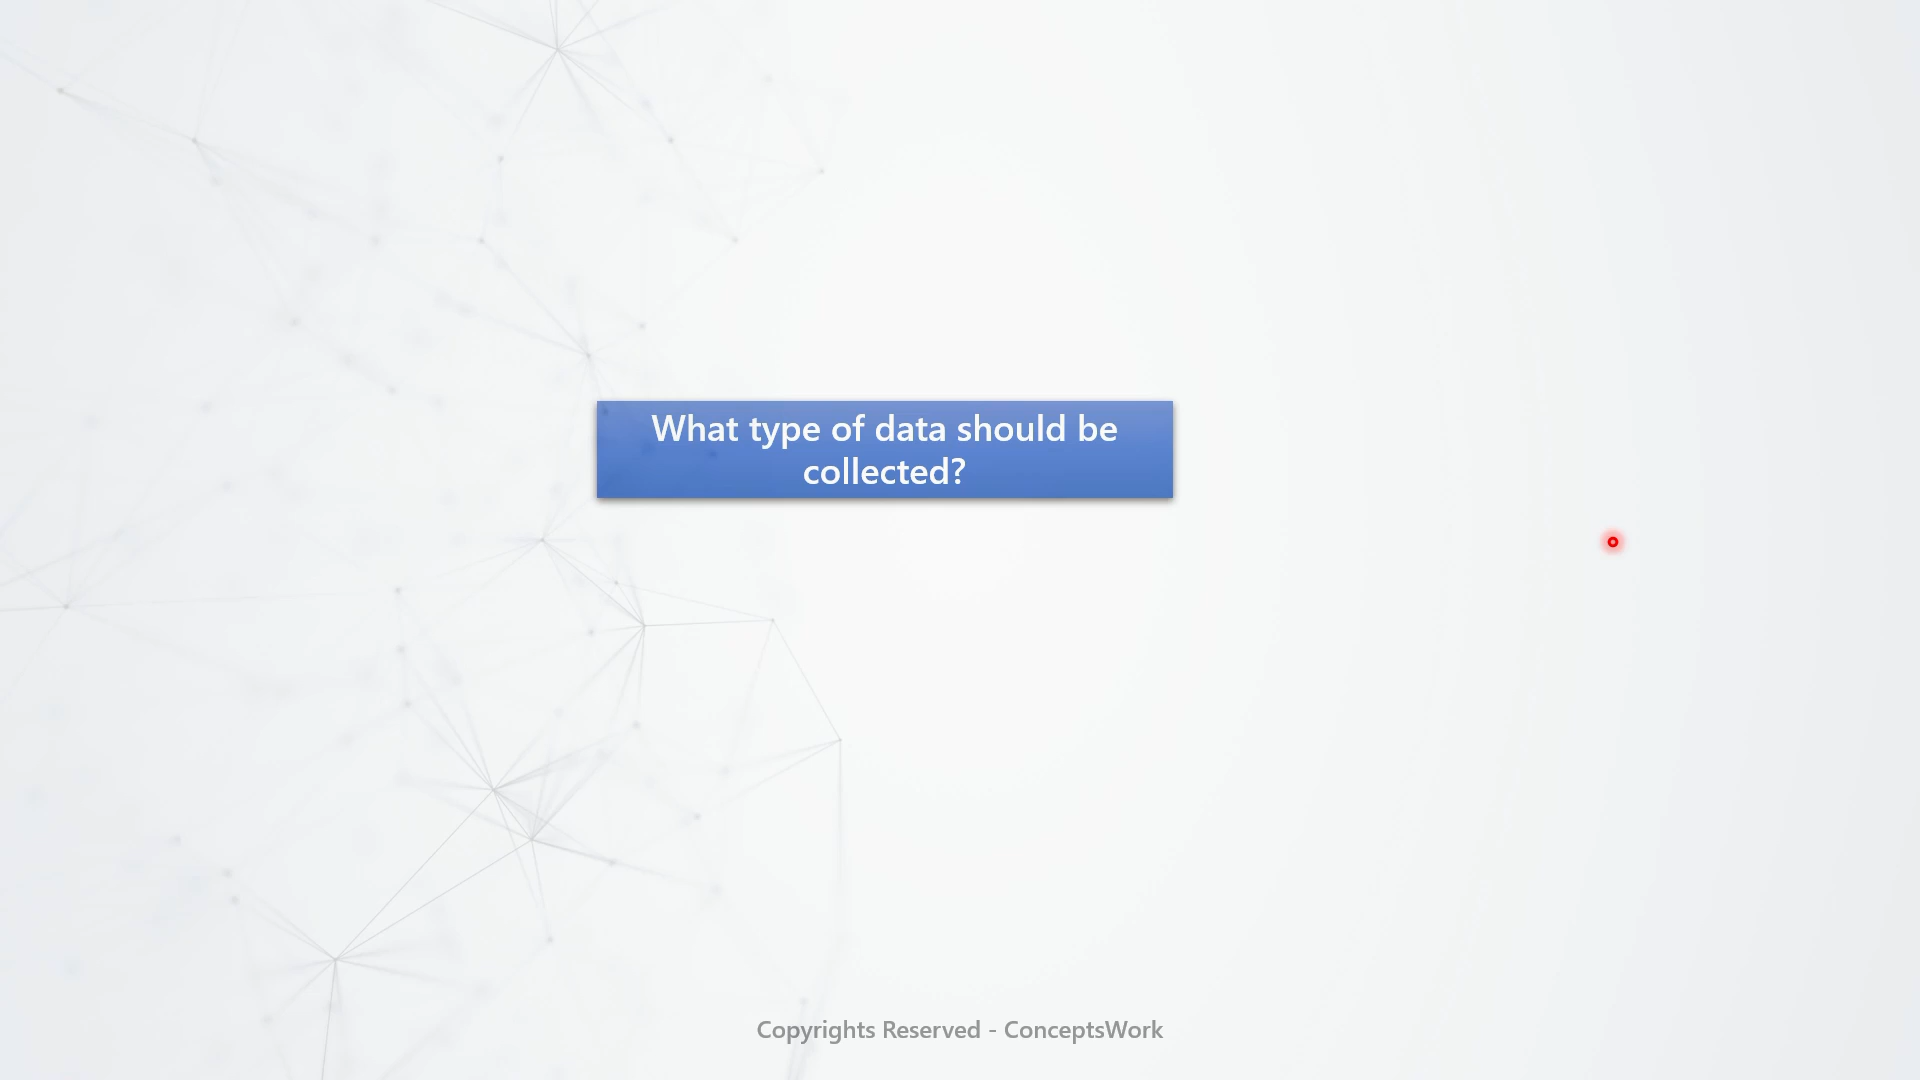 What type of data should be
collected?
Copyrights Reserved - ConceptsWork